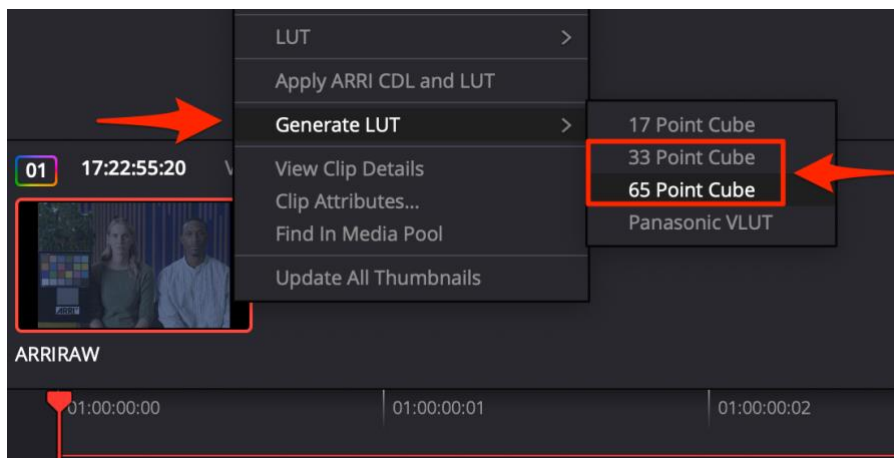 LUT >
Apply ARRI CDL and LUT
Generate LUT >
17 Point Cube
33 Point Cube
65 Point Cube
Panasonic VLUT
View Clip Details
Clip Attributes...
Find In Media Pool
Update All Thumbnails
01 17:22:55:20 V
ARRI
ARRIRAW
01:00:00:00 01:00:00:01 01:00:00:02